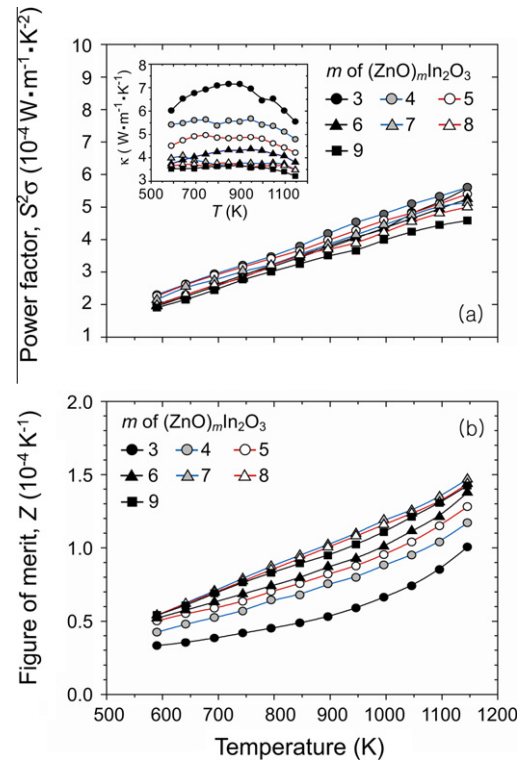 Power factor, S²σ (10⁻⁴ W•m⁻¹•K⁻²)
10
9
8
7
6
5
4
3
2
1
κ ( W•m⁻¹•K⁻¹)
8
7
6
5
4
3
500 700 900 1100
T (K)
m of (ZnO)ₘIn₂O₃
3 4 5
6 7 8
9
(a)
Figure of merit, Z (10⁻⁴ K⁻¹)
2.0
1.5
1.0
0.5
0.0
m of (ZnO)ₘIn₂O₃
3 4 5
6 7 8
9
(b)
500 600 700 800 900 1000 1100 1200
Temperature (K)